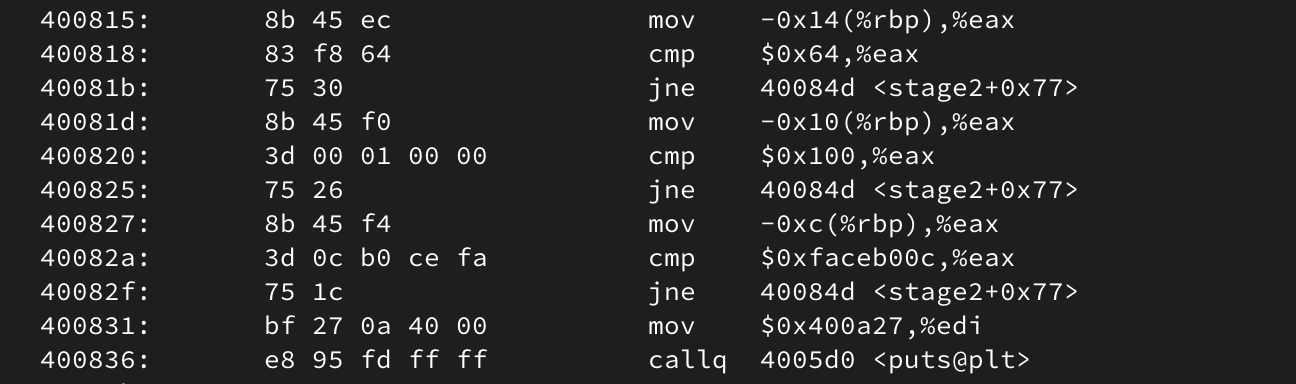 400815: 8b 45 ec mov -0x14(%rbp),%eax
400818: 83 f8 64 cmp $0x64,%eax
40081b: 75 30 jne 40084d <stage2+0x77>
40081d: 8b 45 f0 mov -0x10(%rbp),%eax
400820: 3d 00 01 00 00 cmp $0x100,%eax
400825: 75 26 jne 40084d <stage2+0x77>
400827: 8b 45 f4 mov -0xc(%rbp),%eax
40082a: 3d 0c b0 ce fa cmp $0xfaceb00c,%eax
40082f: 75 1c jne 40084d <stage2+0x77>
400831: bf 27 0a 40 00 mov $0x400a27,%edi
400836: e8 95 fd ff ff callq 4005d0 <puts@plt>